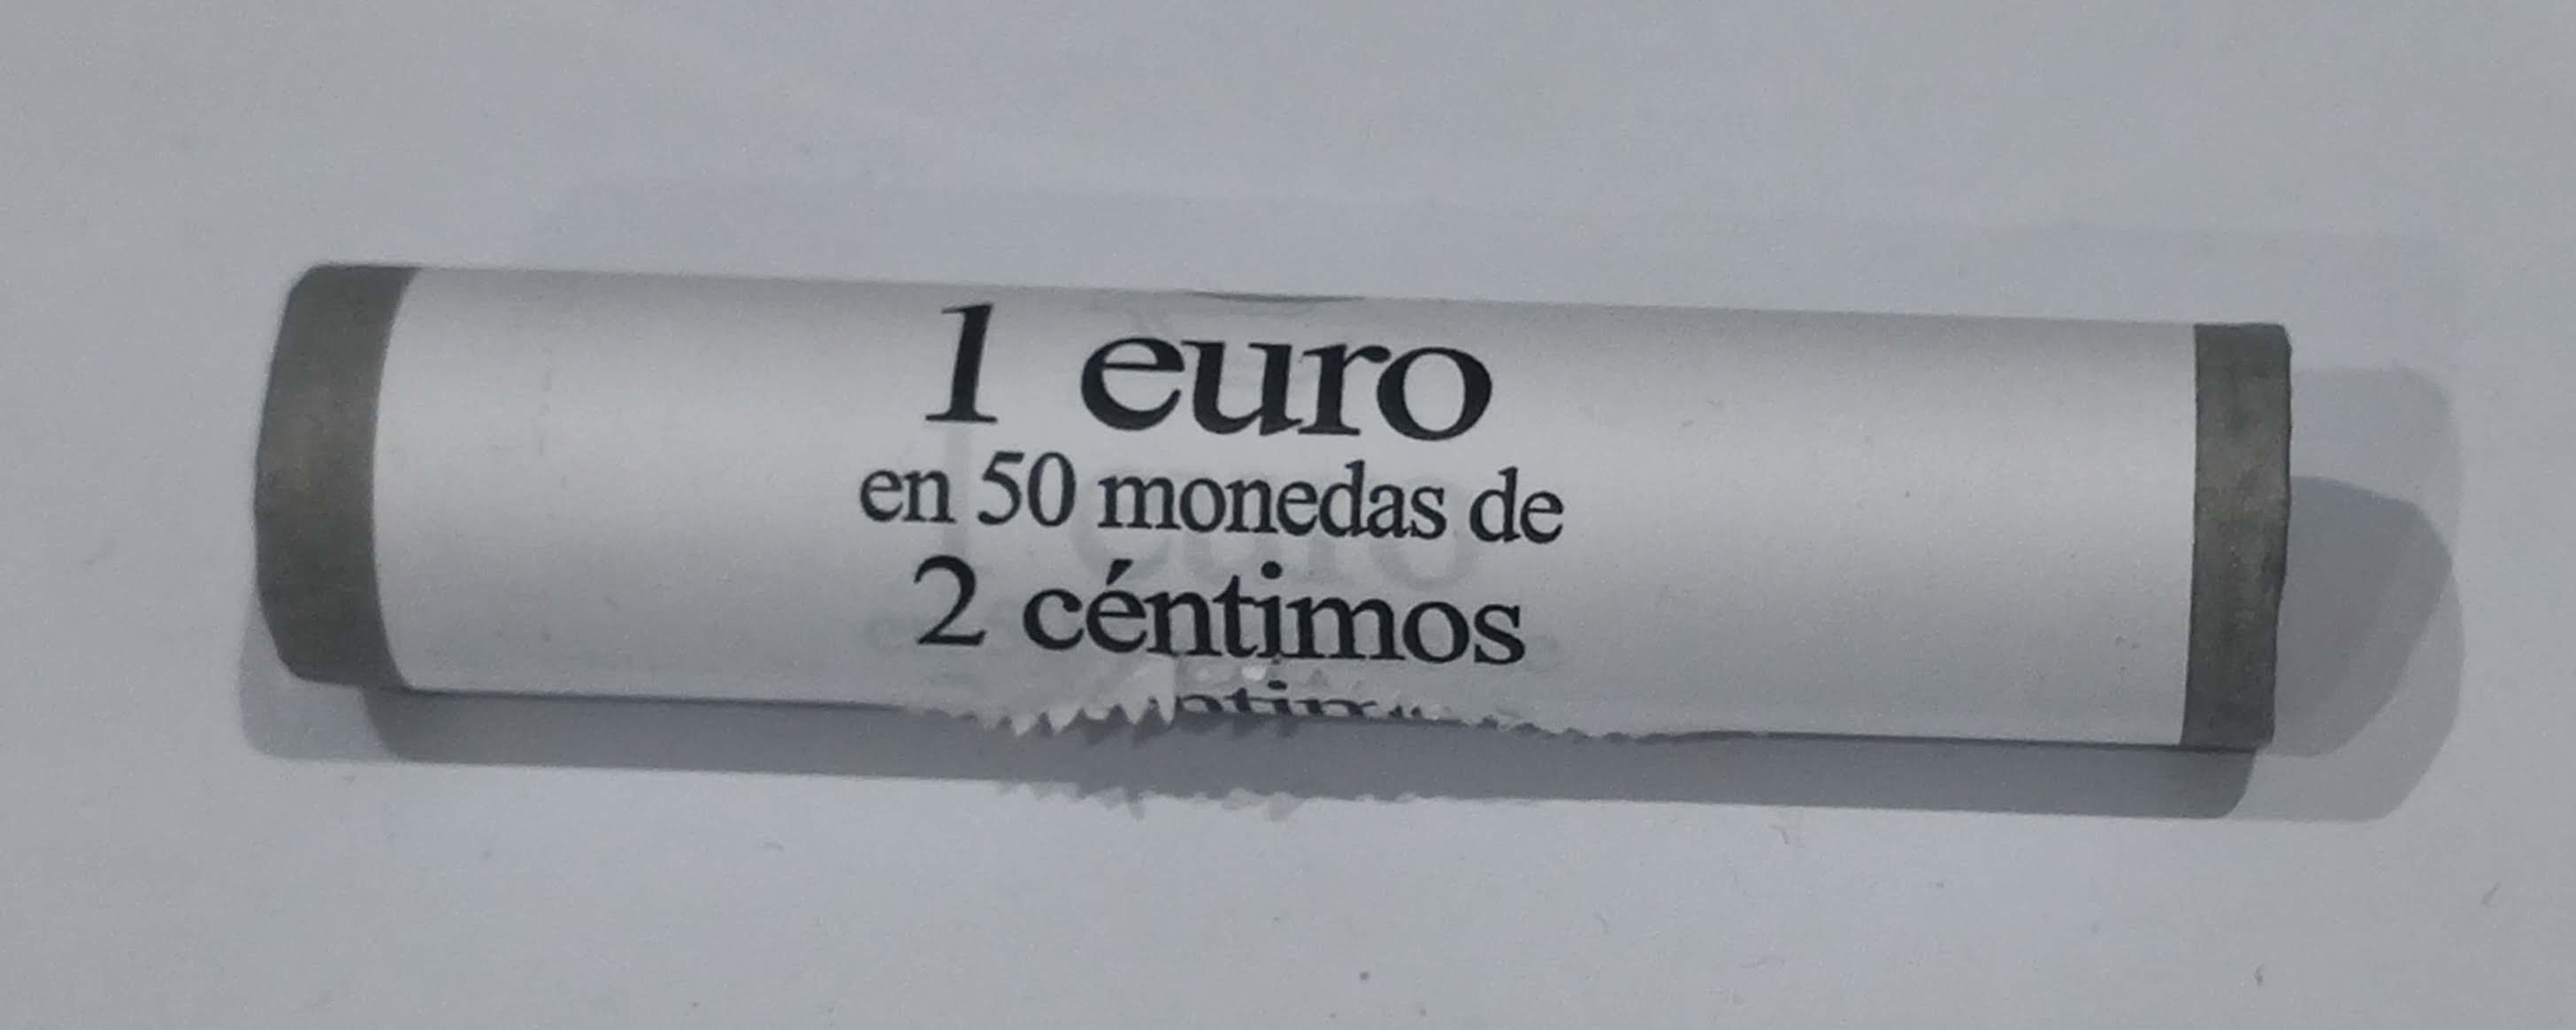 1 euro
en 50 monedas de
2 céntimos